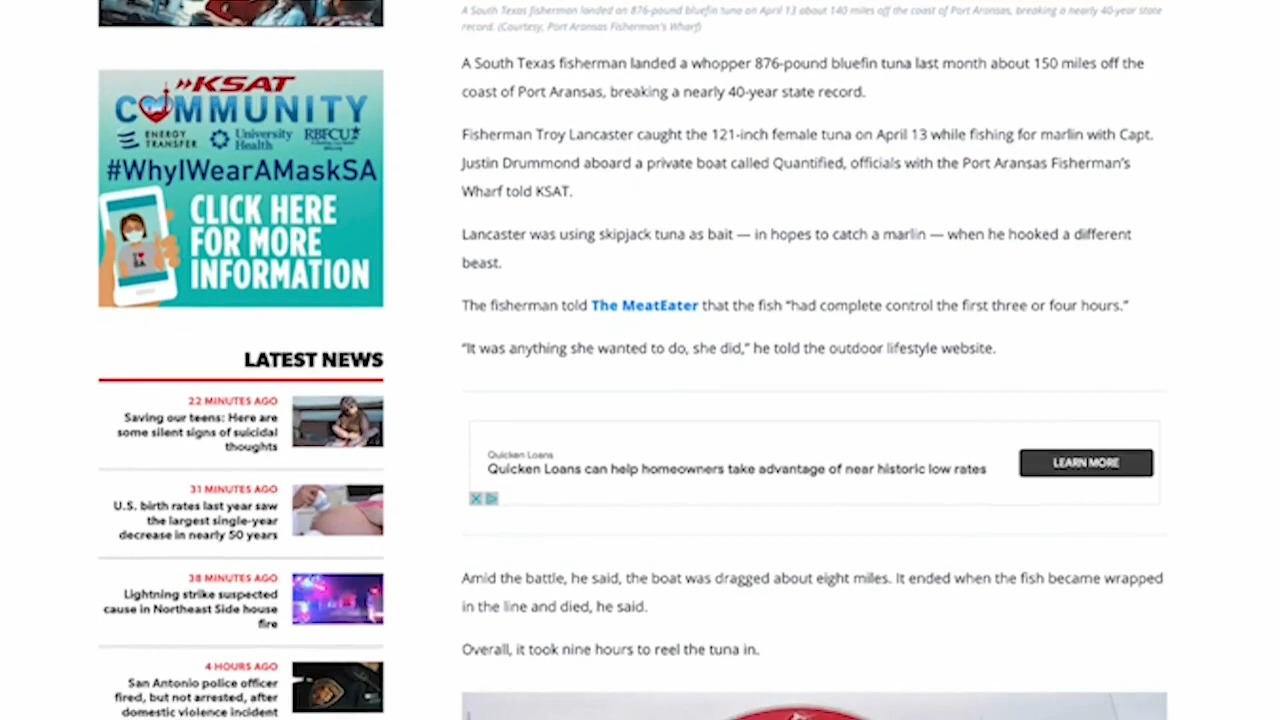 A South Texas fisherman landed an 876-pound bluefin tuna on April 13 about 140 miles off the coast of Port Aransas, breaking a nearly 40-year state
record. (Courtesy, Port Aransas Fisherman's Wharf)
A South Texas fisherman landed a whopper 876-pound bluefin tuna last month about 150 miles off the
coast of Port Aransas, breaking a nearly 40-year state record.
Fisherman Troy Lancaster caught the 121-inch female tuna on April 13 while fishing for marlin with Capt.
Justin Drummond aboard a private boat called Quantified, officials with the Port Aransas Fisherman's
Wharf told KSAT.
Lancaster was using skipjack tuna as bait — in hopes to catch a marlin — when he hooked a different
beast.
The fisherman told The MeatEater that the fish “had complete control the first three or four hours.”
“It was anything she wanted to do, she did,” he told the outdoor lifestyle website.
Quicken Loans
Quicken Loans can help homeowners take advantage of near historic low rates
LEARN MORE
Amid the battle, he said, the boat was dragged about eight miles. It ended when the fish became wrapped
in the line and died, he said.
Overall, it took nine hours to reel the tuna in.
KSAT
COMMUNITY
ENERGY TRANSFER
University Health
RBFCU
#WhyIWearAMaskSA
CLICK HERE
FOR MORE
INFORMATION
LATEST NEWS
22 MINUTES AGO
Saving our teens: Here are
some silent signs of suicidal
thoughts
31 MINUTES AGO
U.S. birth rates last year saw
the largest single-year
decrease in nearly 50 years
38 MINUTES AGO
Lightning strike suspected
cause in Northeast Side house
fire
4 HOURS AGO
San Antonio police officer
fired, but not arrested, after
domestic violence incident